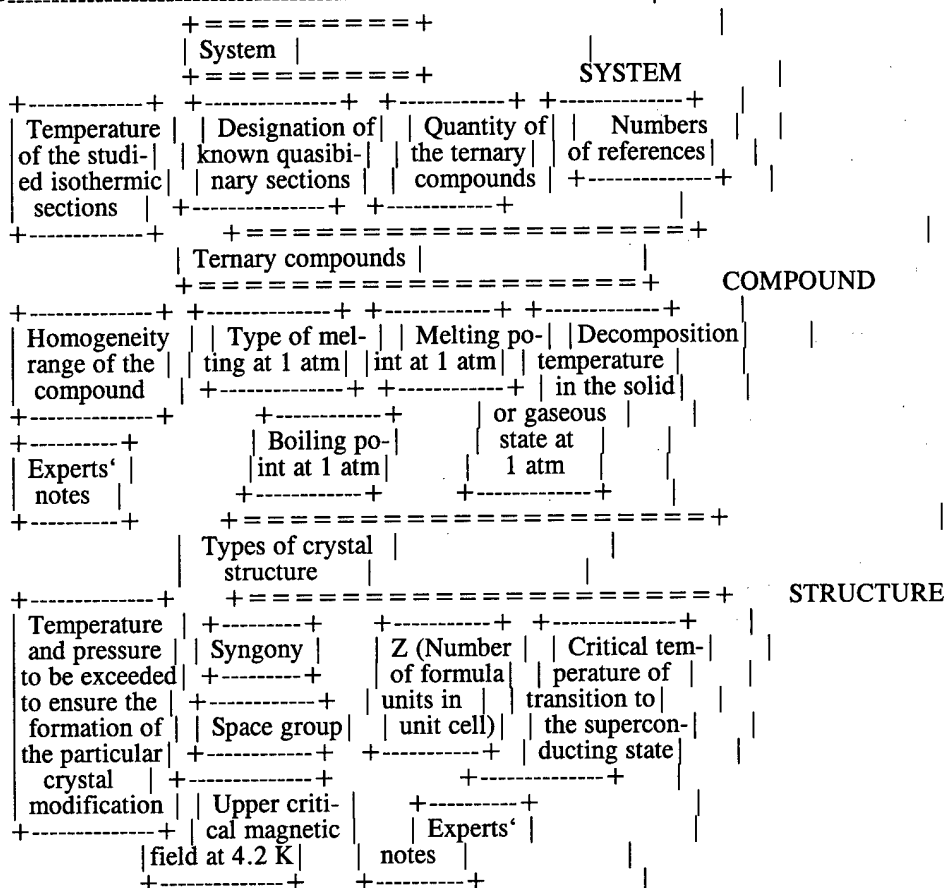 System
SYSTEM
Temperature Designation of Quantity of Numbers
of the studi- known quasibi- the ternary of references
ed isothermic nary sections compounds
sections
Ternary compounds
COMPOUND
Homogeneity Type of mel- Melting po- Decomposition
range of the ting at 1 atm int at 1 atm temperature
compound in the solid
or gaseous
Boiling po- state at
Experts' int at 1 atm 1 atm
notes
Types of crystal
structure
STRUCTURE
Temperature
and pressure Syngony Z (Number Critical tem-
to be exceeded of formula perature of
to ensure the units in transition to
formation of Space group unit cell) the supercon-
the particular ducting state
crystal
modification Upper criti-
cal magnetic Experts'
field at 4.2 K notes